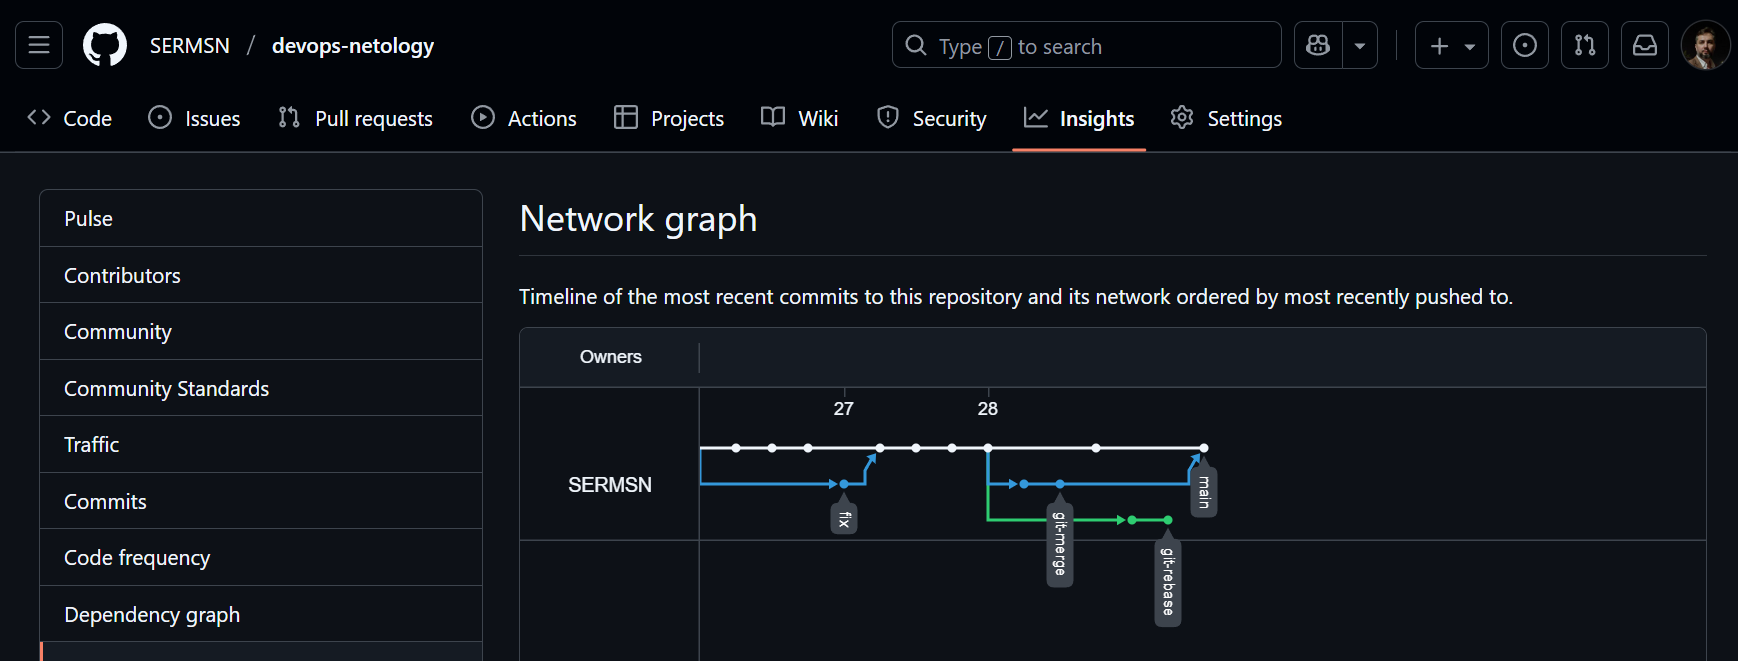 SERMSN / devops-netology
Type / to search
Code
Issues
Pull requests
Actions
Projects
Wiki
Security
Insights
Settings
Pulse
Contributors
Community
Community Standards
Traffic
Commits
Code frequency
Dependency graph
Network graph
Timeline of the most recent commits to this repository and its network ordered by most recently pushed to.
Owners
27
28
SERMSN
fix
git-merge
git-rebase
main